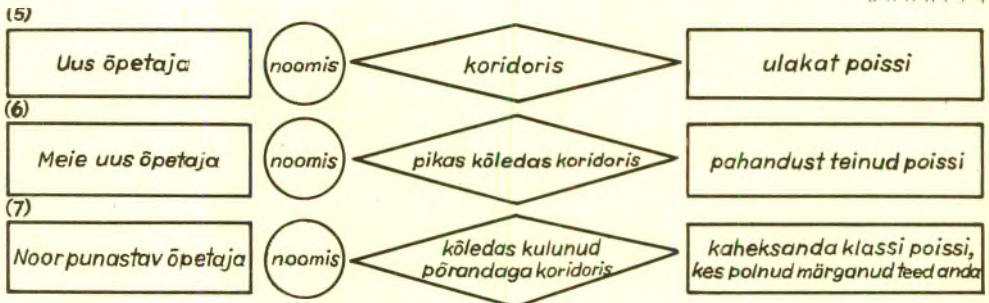 (5)
Uus õpetaja noomis koridoris ulakat poissi
(6)
Meie uus õpetaja noomis pikas kõledas koridoris pahandust teinud poissi
(7)
Noor punastav õpetaja noomis kõledas kulunud põrandaga koridoris kaheksanda klassi poissi, kes polnud märganud teed anda